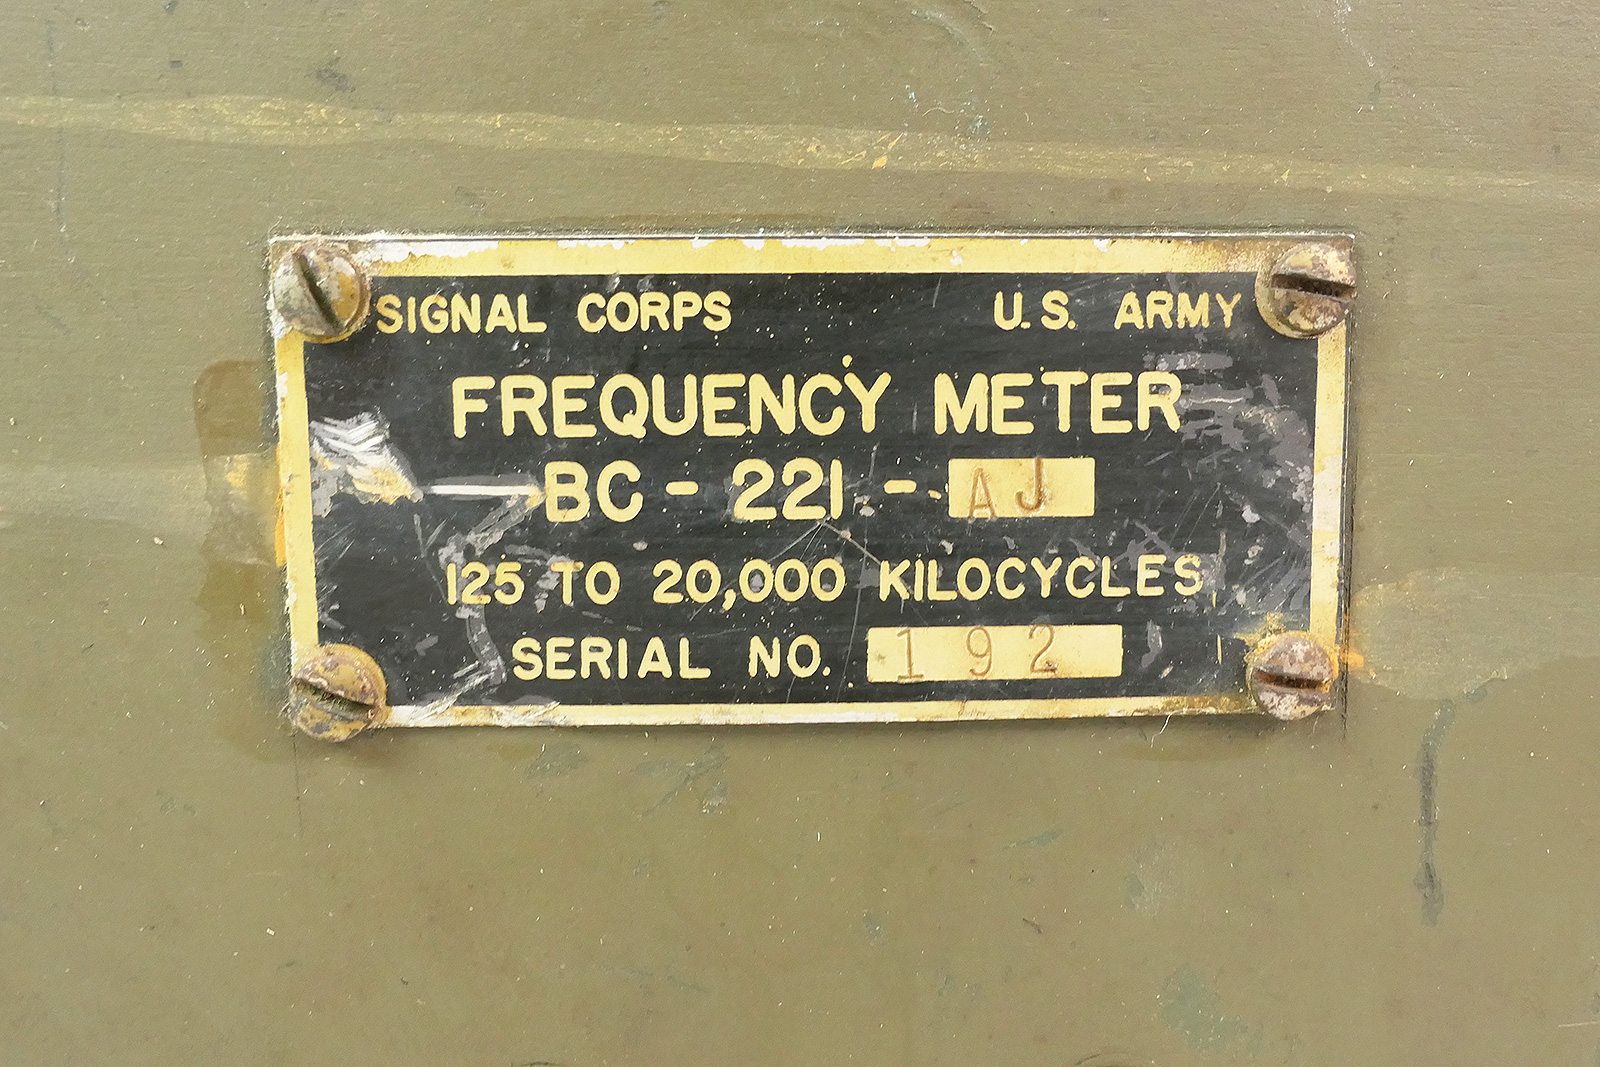 SIGNAL CORPS U.S. ARMY
FREQUENCY METER
BC-221-AJ
125 TO 20,000 KILOCYCLES
SERIAL NO. 192